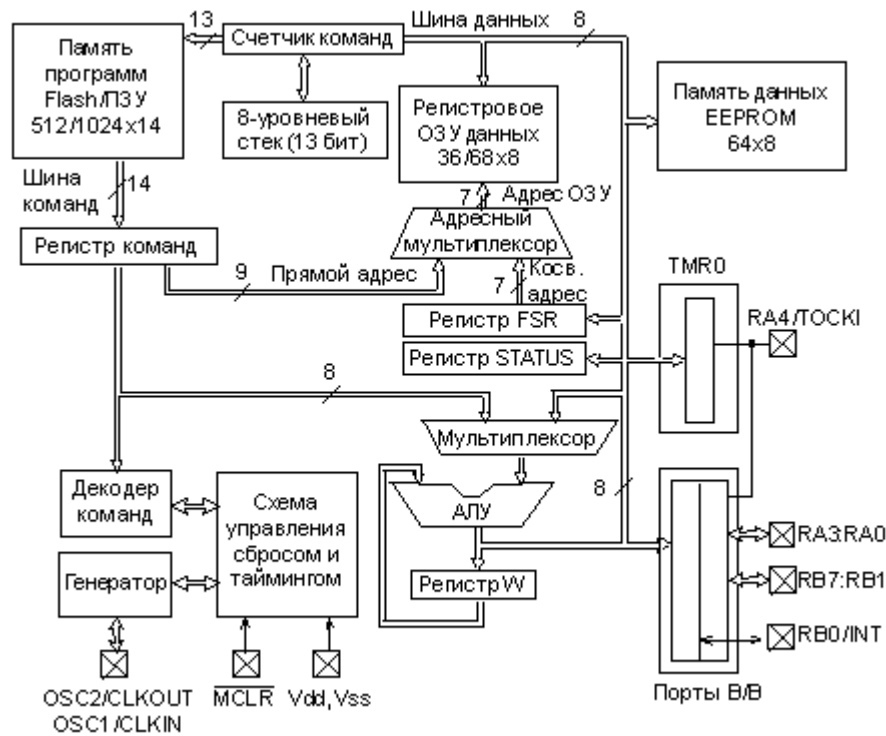 Память
программ
Flash/ПЗУ
512/1024x14
13
Счетчик команд
Шина данных
8
8-уровневый
стек (13 бит)
Регистровое
ОЗУ данных
36/68x8
Память данных
EEPROM
64x8
Шина
команд
14
7
Адрес ОЗУ
Адресный
мультиплексор
Регистр команд
9
Прямой адрес
7
Косв.
адрес
TMR0
Регистр FSR
RA4/TOCKI
Регистр STATUS
8
Мультиплексор
Декодер
команд
Схема
управления
сбросом и
таймингом
АЛУ
8
Генератор
Регистр W
RA3:RA0
RB7:RB1
RB0/INT
OSC2/CLKOUT
OSC1/CLKIN
MCLR
Vdd,Vss
Порты В/В